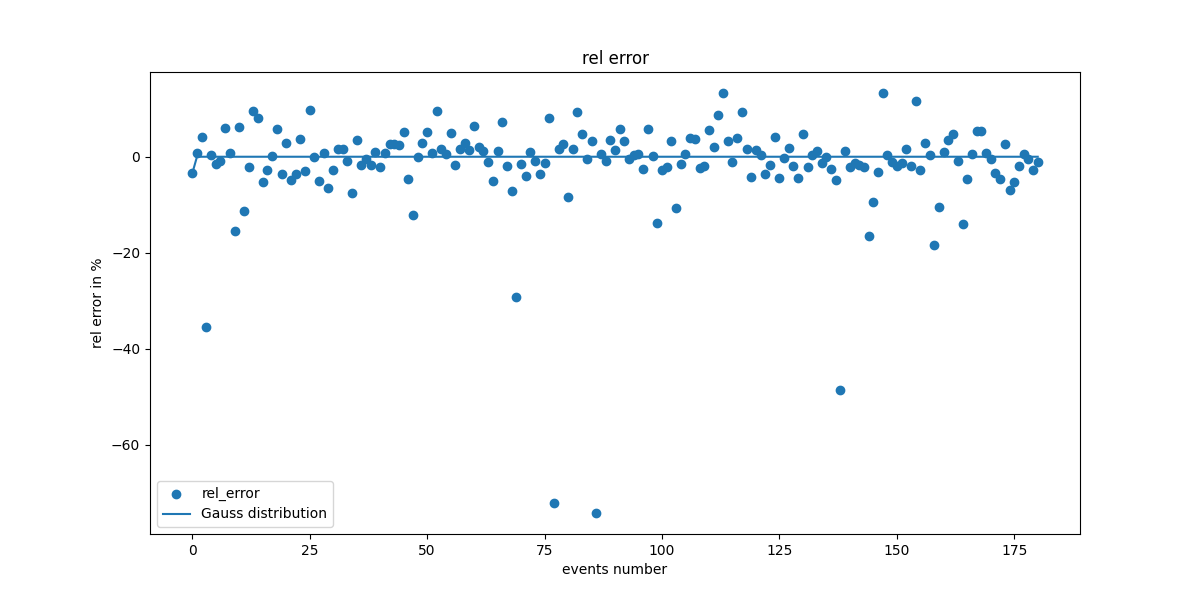 rel error
0
−20
−40
−60
rel error in %
rel_error
Gauss distribution
0
25
50
75
100
125
150
175
events number